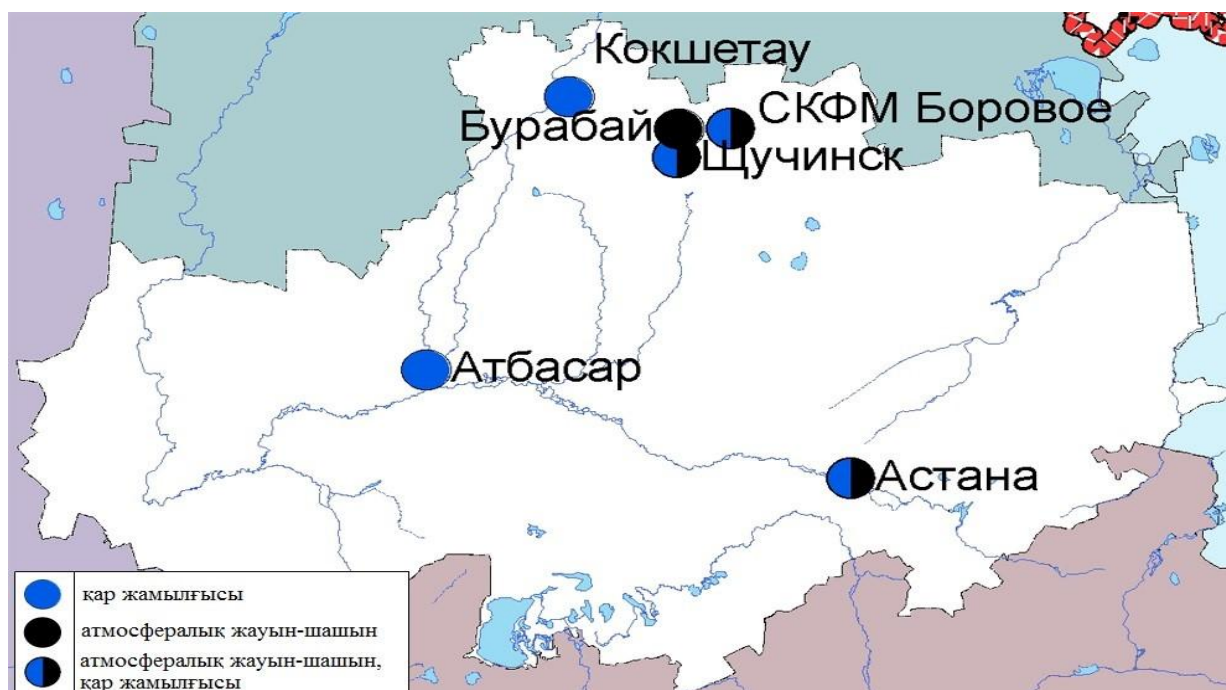 Кокшетау
СКФМ Боровое
Бурабай
Щучинск
Атбасар
Астана
қар жамылғысы
атмосфералық жауын-шашын
атмосфералық жауын-шашын,
қар жамылғысы